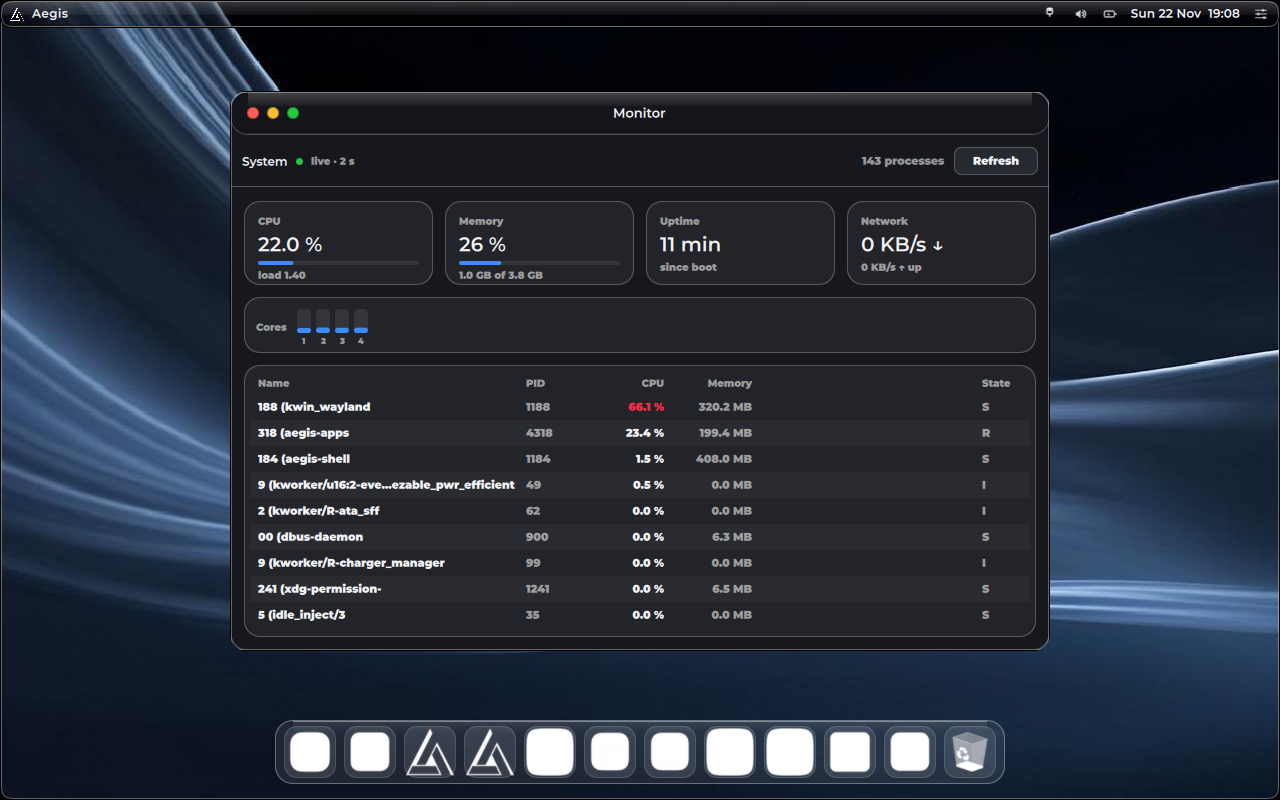 Aegis
Sun 22 Nov 19:08
Monitor
System live • 2 s
143 processes
Refresh
CPU
22.0 %
load 1.40
Memory
26 %
1.0 GB of 3.8 GB
Uptime
11 min
since boot
Network
0 KB/s ↓
0 KB/s ↑ up
Cores
1 2 3 4
Name PID CPU Memory State
188 (kwin_wayland 1188 66.1 % 320.2 MB S
318 (aegis-apps 4318 23.4 % 199.4 MB R
184 (aegis-shell 1184 1.5 % 408.0 MB S
9 (kworker/u16:2-eve...ezable_pwr_efficient 49 0.5 % 0.0 MB I
2 (kworker/R-ata_sff 62 0.0 % 0.0 MB I
00 (dbus-daemon 900 0.0 % 6.3 MB S
9 (kworker/R-charger_manager 99 0.0 % 0.0 MB I
241 (xdg-permission- 1241 0.0 % 6.5 MB S
5 (idle_inject/3 35 0.0 % 0.0 MB S